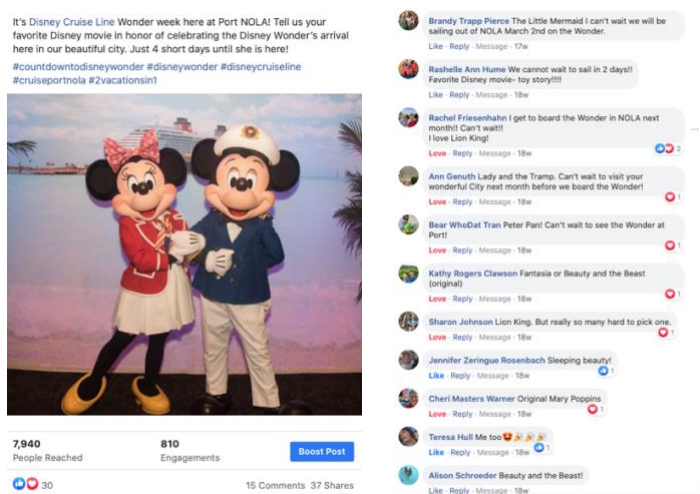 It's Disney Cruise Line Wonder week here at Port NOLA! Tell us your
favorite Disney movie in honor of celebrating the Disney Wonder's arrival
here in our beautiful city. Just 4 short days until she is here!
#countdowntodisneywonder #disneywonder #disneycruiseline
#cruiseportnola #2vacationsin1
7,940
People Reached
810
Engagements
Boost Post
30
15 Comments 37 Shares
Brandy Trapp Pierce The Little Mermaid I can't wait we will be
sailing out of NOLA March 2nd on the Wonder.
Like · Reply · Message · 17w
Rashelle Ann Hume We cannot wait to sail in 2 days!!
Favorite Disney movie- toy story!!!!
Like · Reply · Message · 18w
Rachel Friesenhahn I get to board the Wonder in NOLA next
month!! Can't wait!!
I love Lion King!
2
Love · Reply · Message · 18w
Ann Genuth Lady and the Tramp. Can't wait to visit your
wonderful City next month before we board the Wonder!
1
Love · Reply · Message · 18w
Bear WhoDat Tran Peter Pan! Can't wait to see the Wonder at
Port!
1
Love · Reply · Message · 18w
Kathy Rogers Clawson Fantasia or Beauty and the Beast
(original)
1
Love · Reply · Message · 18w
Sharon Johnson Lion King. But really so many hard to pick one.
1
Love · Reply · Message · 18w
Jennifer Zeringue Rosenbach Sleeping beauty!
1
Like · Reply · Message · 18w
Cheri Masters Warner Original Mary Poppins
1
Love · Reply · Message · 18w
Teresa Hull Me too😍🎉🎉🎉
1
Like · Reply · Message · 18w
Alison Schroeder Beauty and the Beast!
Like · Reply · Message · 18w